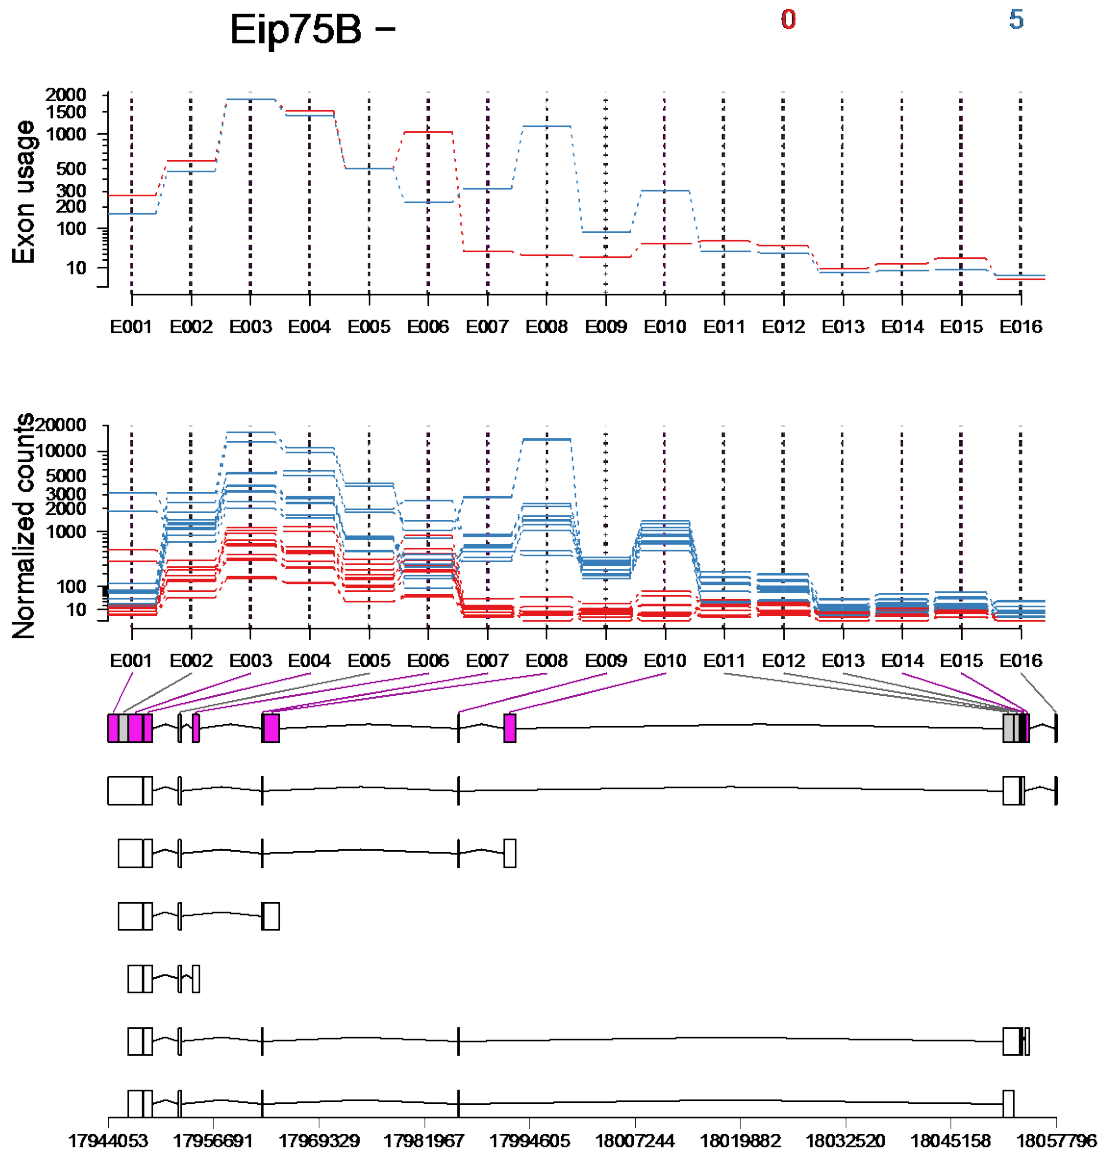 Eip75B – 0 5
Exon usage
2000
1500
1000
500
300
200
100
10
E001 E002 E003 E004 E005 E006 E007 E008 E009 E010 E011 E012 E013 E014 E015 E016
Normalized counts
20000
10000
5000
3000
2000
1000
100
10
E001 E002 E003 E004 E005 E006 E007 E008 E009 E010 E011 E012 E013 E014 E015 E016
17944053 17956691 17969329 17981967 17994605 18007244 18019882 18032520 18045158 18057796